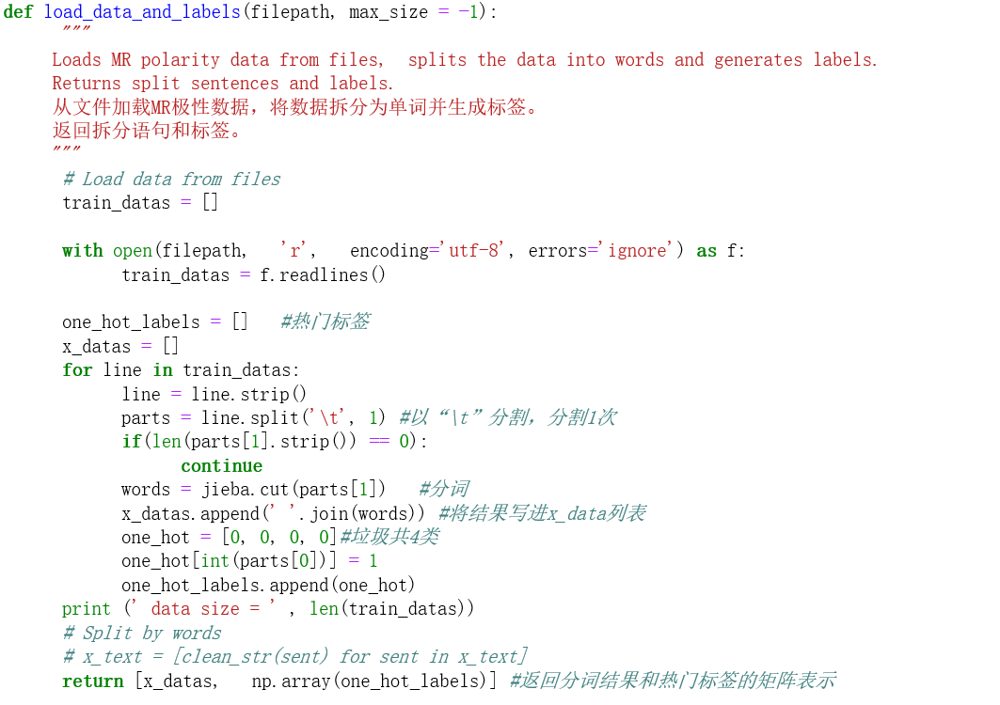 def load_data_and_labels(filepath, max_size = -1):
"""
Loads MR polarity data from files, splits the data into words and generates labels.
Returns split sentences and labels.
从文件加载MR极性数据，将数据拆分为单词并生成标签。
返回拆分语句和标签。
"""
# Load data from files
train_datas = []
with open(filepath, 'r', encoding='utf-8', errors='ignore') as f:
train_datas = f.readlines()
one_hot_labels = [] #热门标签
x_datas = []
for line in train_datas:
line = line.strip()
parts = line.split('\t', 1) #以“\t”分割，分割1次
if(len(parts[1].strip()) == 0):
continue
words = jieba.cut(parts[1]) #分词
x_datas.append(' '.join(words)) #将结果写进x_data列表
one_hot = [0, 0, 0, 0]#垃圾共4类
one_hot[int(parts[0])] = 1
one_hot_labels.append(one_hot)
print (' data size = ' , len(train_datas))
# Split by words
# x_text = [clean_str(sent) for sent in x_text]
return [x_datas, np.array(one_hot_labels)] #返回分词结果和热门标签的矩阵表示